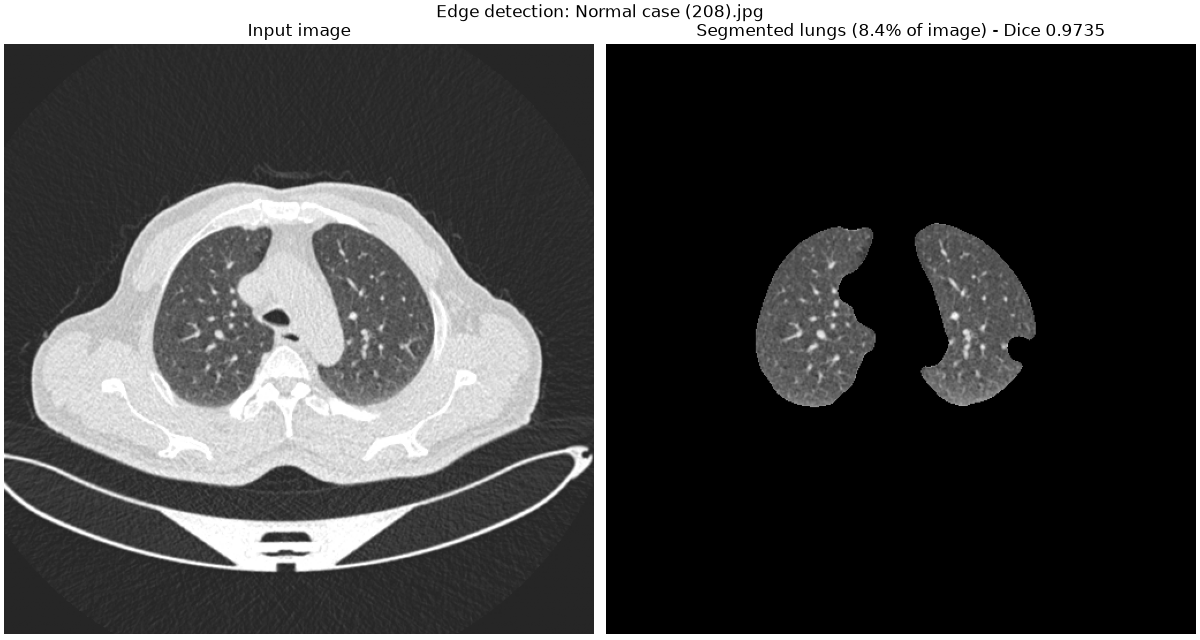 Edge detection: Normal case (208).jpg
Input image
Segmented lungs (8.4% of image) - Dice 0.9735